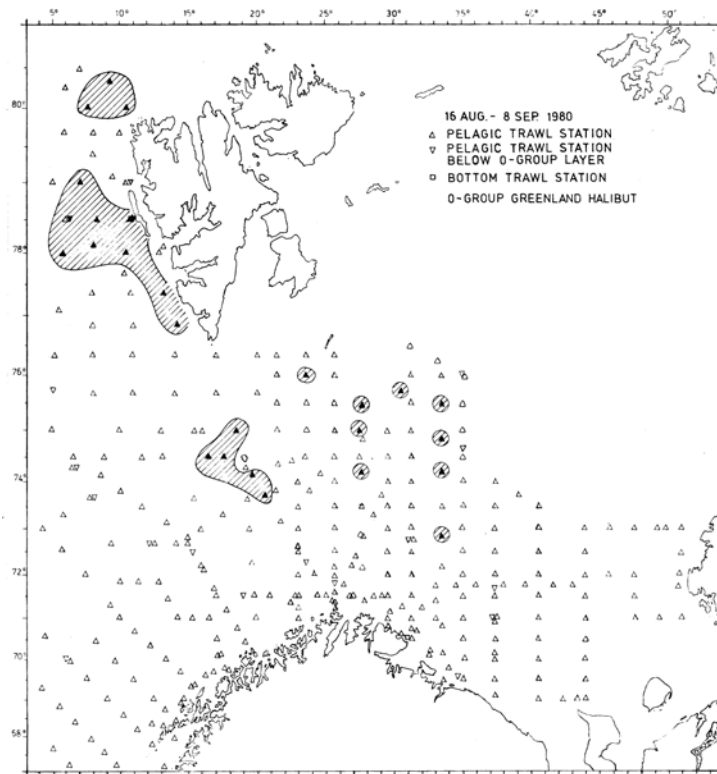 5° 10° 15° 20° 25° 30° 35° 40° 45° 50°
80°
16 AUG. - 8 SEP. 1980
△ PELAGIC TRAWL STATION
▽ PELAGIC TRAWL STATION
BELOW 0-GROUP LAYER
□ BOTTOM TRAWL STATION
0-GROUP GREENLAND HALIBUT
78°
76°
74°
72°
70°
58°